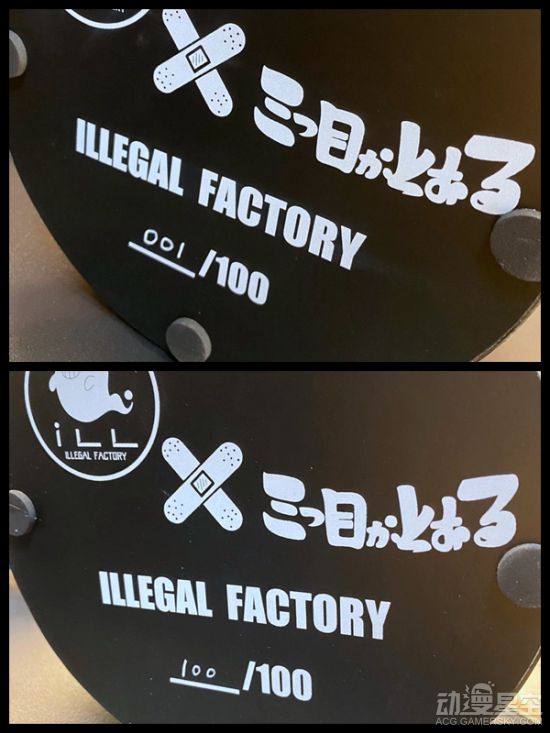 三つ目がとおる
ILLEGAL FACTORY
001/100
iLL
ILLEGAL FACTORY
三つ目がとおる
ILLEGAL FACTORY
100/100
动漫星空
ACG.GAMERSKY.COM